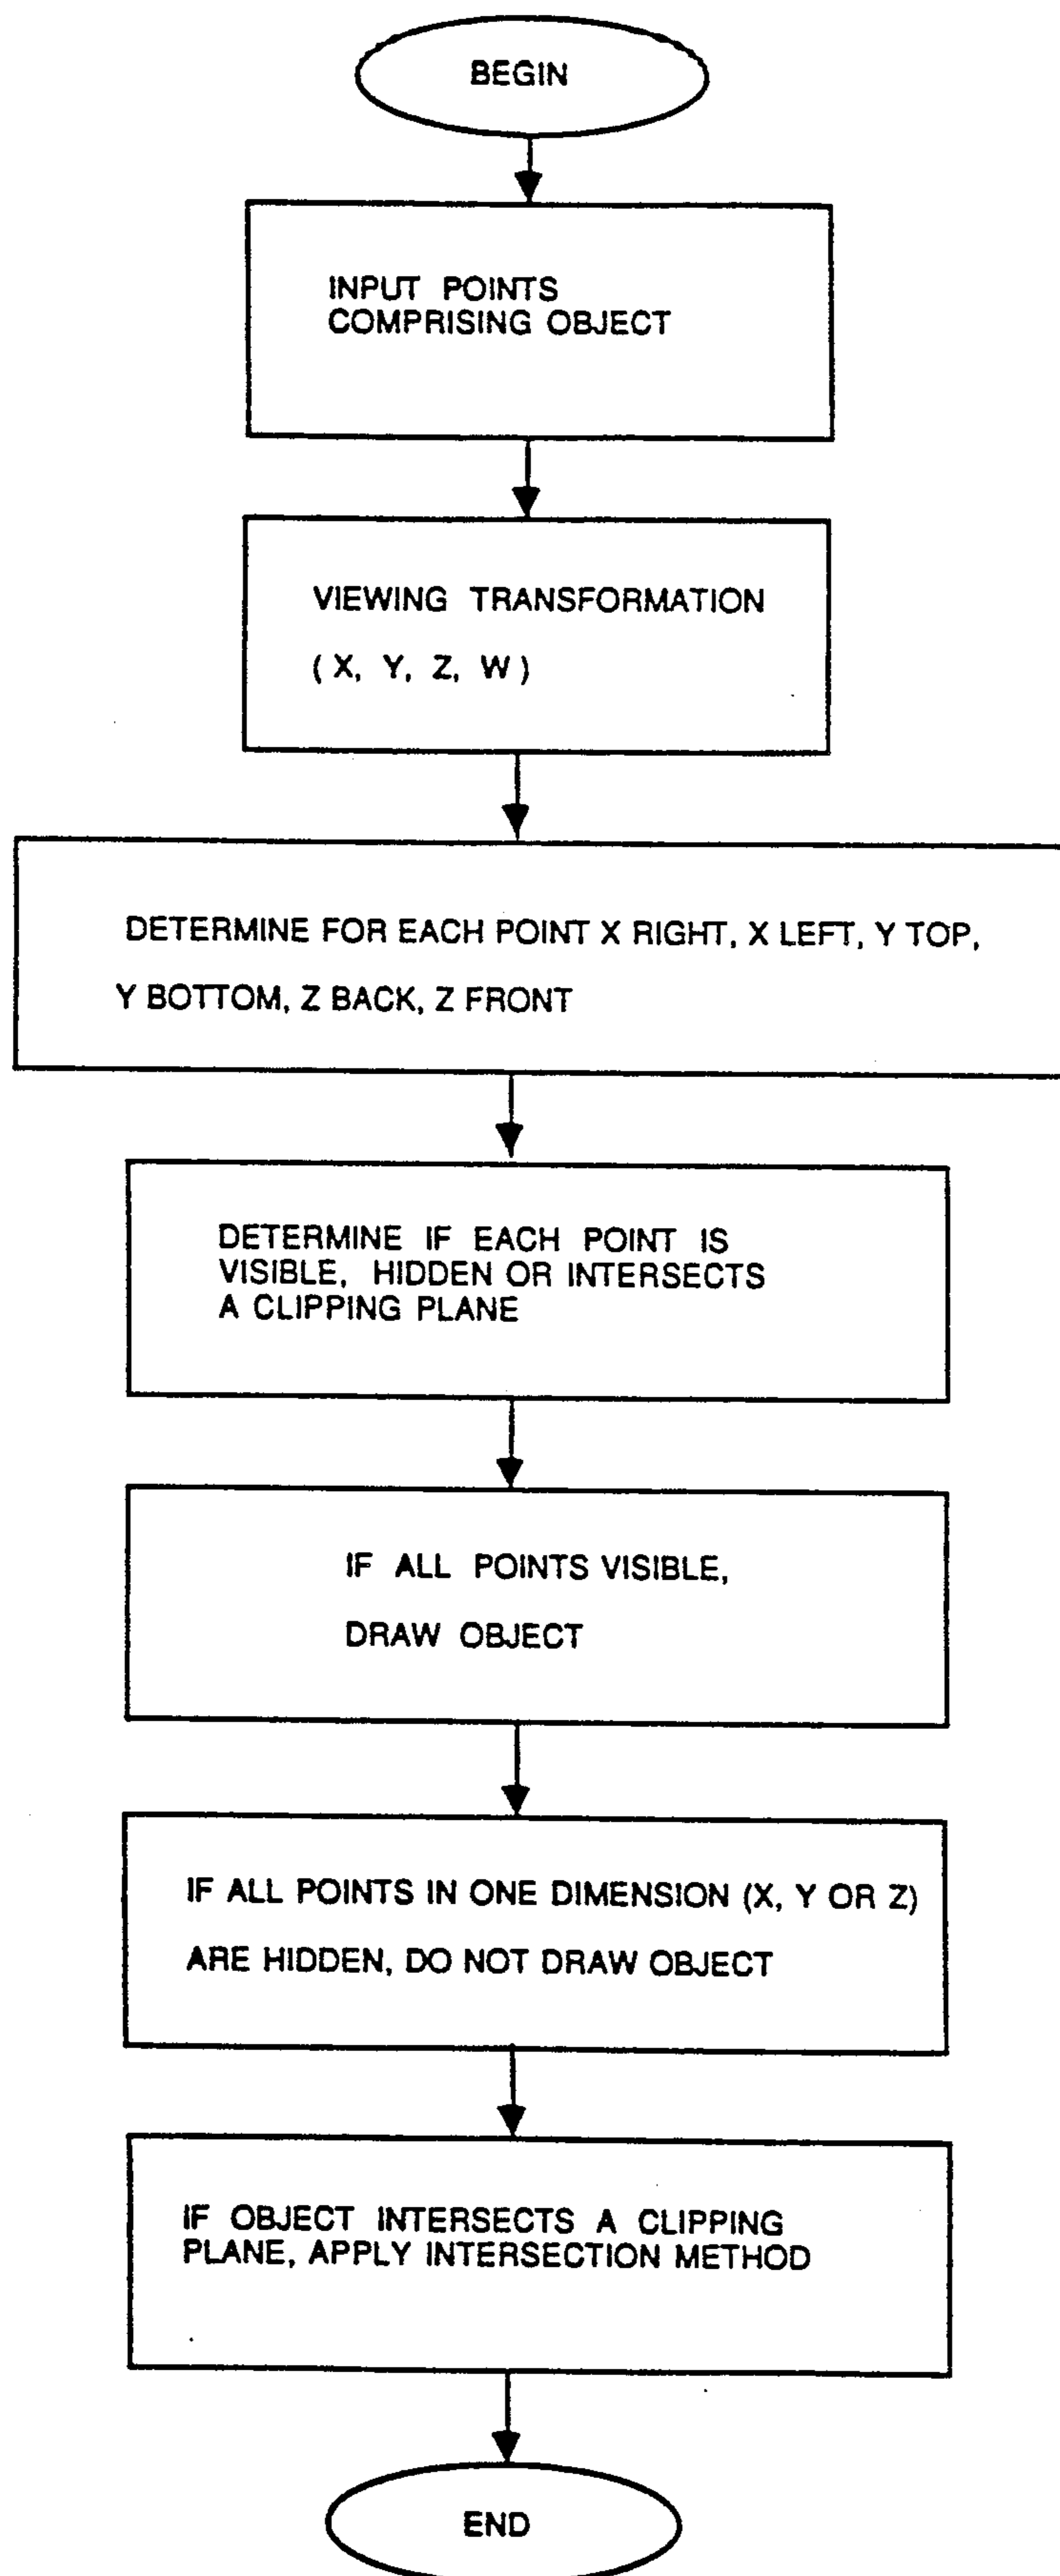 BEGIN
INPUT POINTS
COMPRISING OBJECT
VIEWING TRANSFORMATION
( X, Y, Z, W )
DETERMINE FOR EACH POINT X RIGHT, X LEFT, Y TOP,
Y BOTTOM, Z BACK, Z FRONT
DETERMINE IF EACH POINT IS
VISIBLE, HIDDEN OR INTERSECTS
A CLIPPING PLANE
IF ALL POINTS VISIBLE,
DRAW OBJECT
IF ALL POINTS IN ONE DIMENSION (X, Y OR Z)
ARE HIDDEN, DO NOT DRAW OBJECT
IF OBJECT INTERSECTS A CLIPPING
PLANE, APPLY INTERSECTION METHOD
END